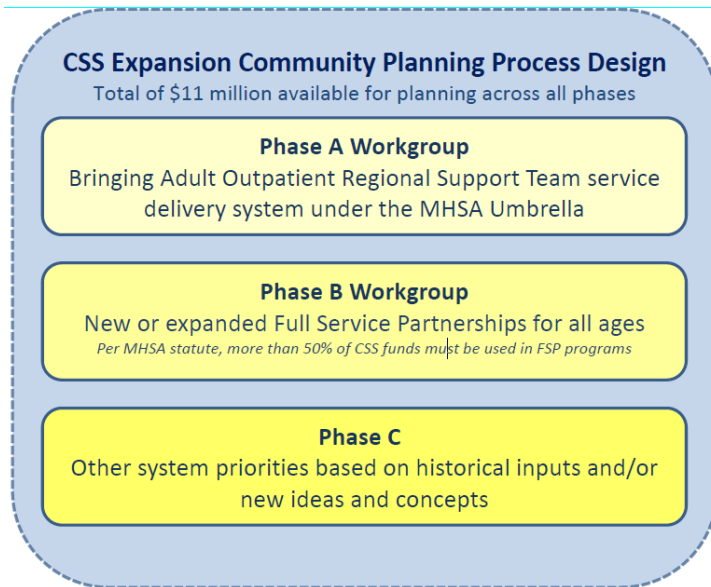 CSS Expansion Community Planning Process Design
Total of $11 million available for planning across all phases
Phase A Workgroup
Bringing Adult Outpatient Regional Support Team service
delivery system under the MHSA Umbrella
Phase B Workgroup
New or expanded Full Service Partnerships for all ages
Per MHSA statute, more than 50% of CSS funds must be used in FSP programs
Phase C
Other system priorities based on historical inputs and/or
new ideas and concepts